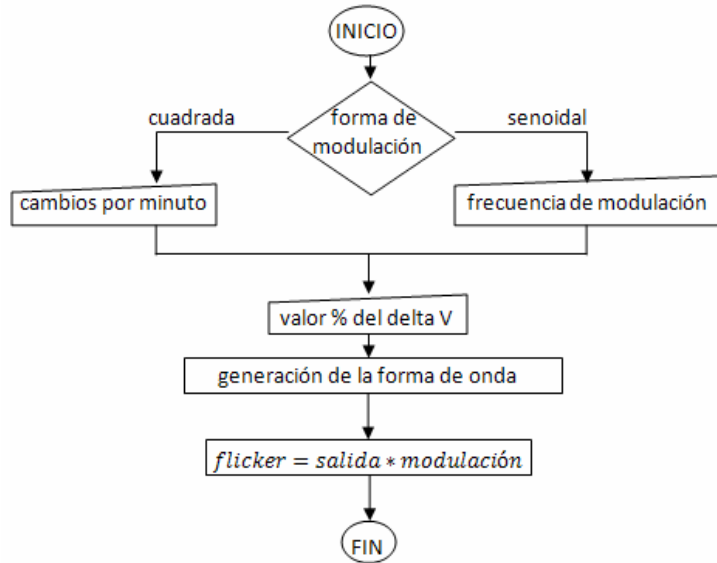 INICIO
forma de
modulación
cuadrada
senoidal
cambios por minuto
frecuencia de modulación
valor % del delta V
generación de la forma de onda
flicker = salida * modulación
FIN